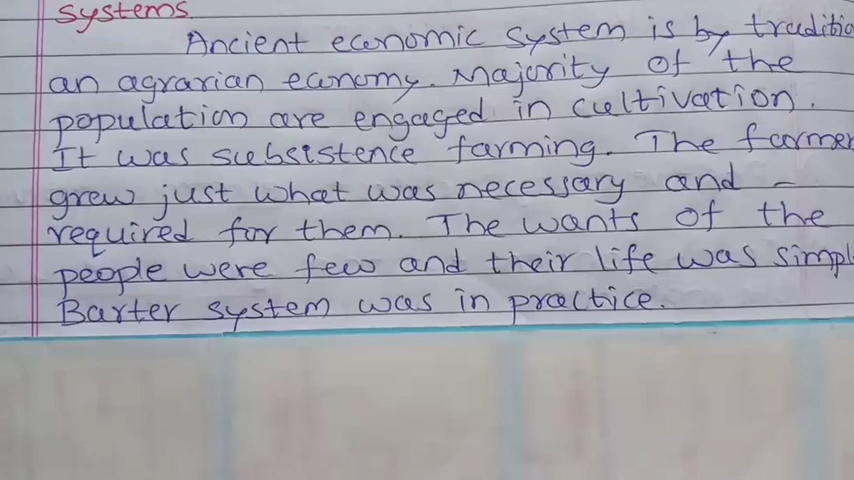 systems
Ancient economic system is by traditio
an agrarian economy. Majority of the
population are engaged in cultivation.
It was subsistence farming. The farmer
grew just what was necessary and -
required for them. The wants of the
people were few and their life was simpl
Barter system was in practice.